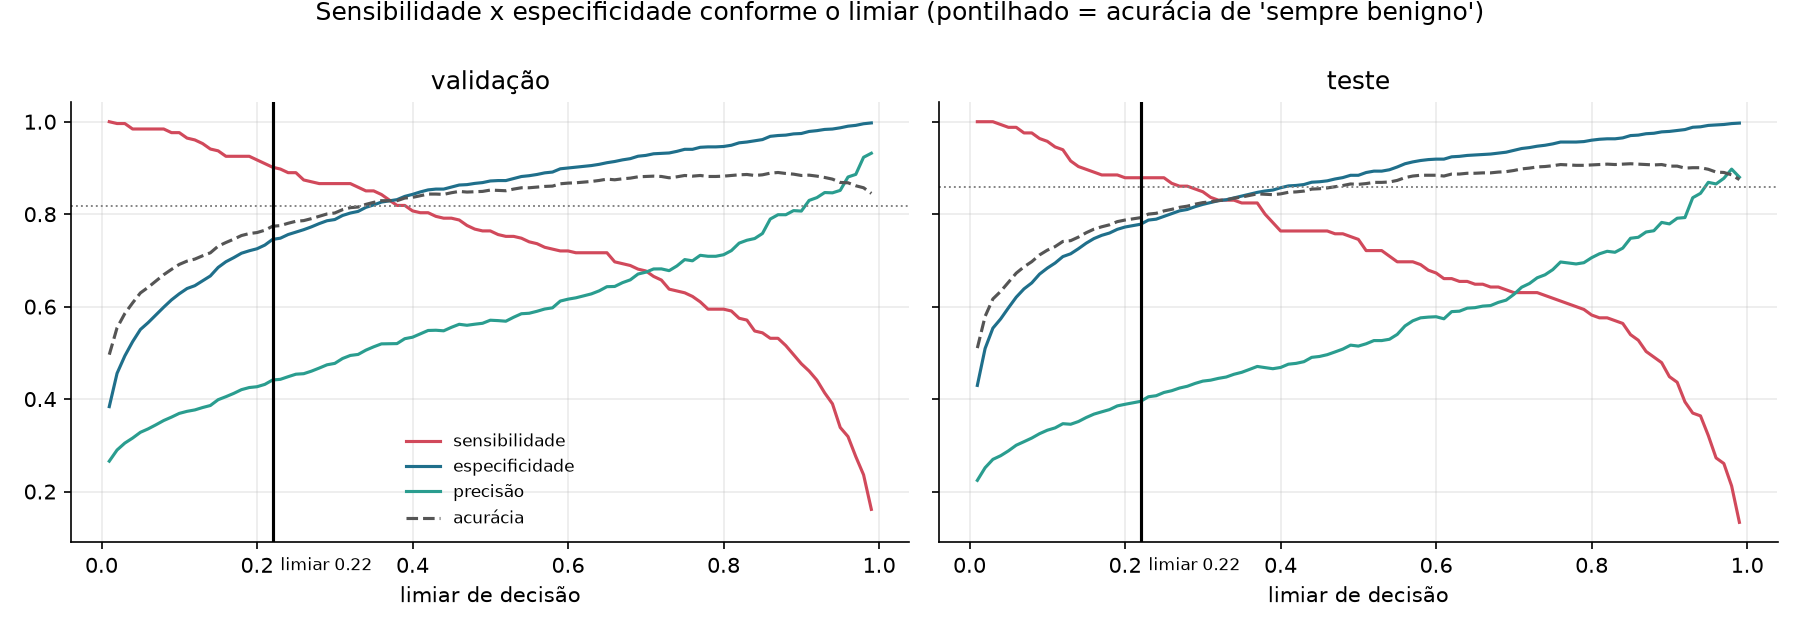 Sensibilidade x especificidade conforme o limiar (pontilhado = acurácia de 'sempre benigno')
validação
1.0
0.8
0.6
0.4
0.2
sensibilidade
especificidade
precisão
acurácia
0.0 0.2 limiar 0.22 0.4 0.6 0.8 1.0
limiar de decisão
teste
0.0 0.2 limiar 0.22 0.4 0.6 0.8 1.0
limiar de decisão